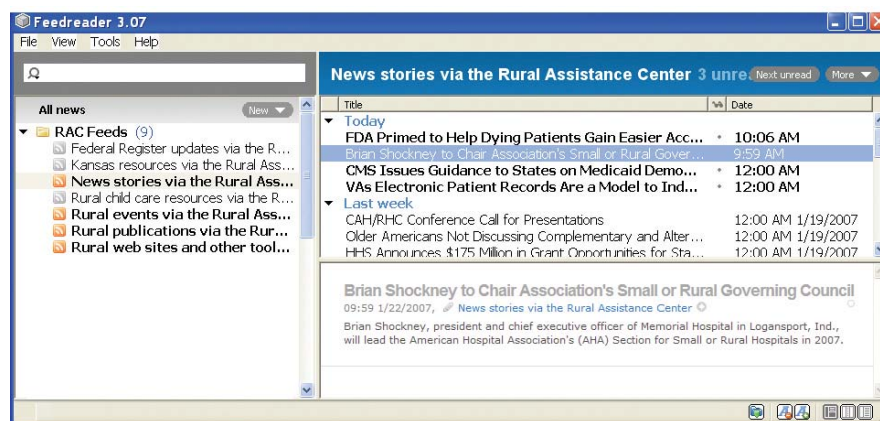 Feedreader 3.07
File View Tools Help
News stories via the Rural Assistance Center 3 unre
Next unread
More
All news
New
RAC Feeds (9)
Federal Register updates via the R...
Kansas resources via the Rural Ass...
News stories via the Rural Ass...
Rural child care resources via the R...
Rural events via the Rural Ass...
Rural publications via the Rur...
Rural web sites and other tool...
Title Date
Today
FDA Primed to Help Dying Patients Gain Easier Acc... 10:06 AM
Brian Shockney to Chair Association's Small or Rural Gover... 9:59 AM
CMS Issues Guidance to States on Medicaid Demo... 12:00 AM
VAs Electronic Patient Records Are a Model to Ind... 12:00 AM
Last week
CAH/RHC Conference Call for Presentations 12:00 AM 1/19/2007
Older Americans Not Discussing Complementary and Alter... 12:00 AM 1/19/2007
HHS Announces $175 Million in Grant Opportunities for Sta... 12:00 AM 1/19/2007
Brian Shockney to Chair Association's Small or Rural Governing Council
09:59 1/22/2007, News stories via the Rural Assistance Center
Brian Shockney, president and chief executive officer of Memorial Hospital in Logansport, Ind.,
will lead the American Hospital Association's (AHA) Section for Small or Rural Hospitals in 2007.